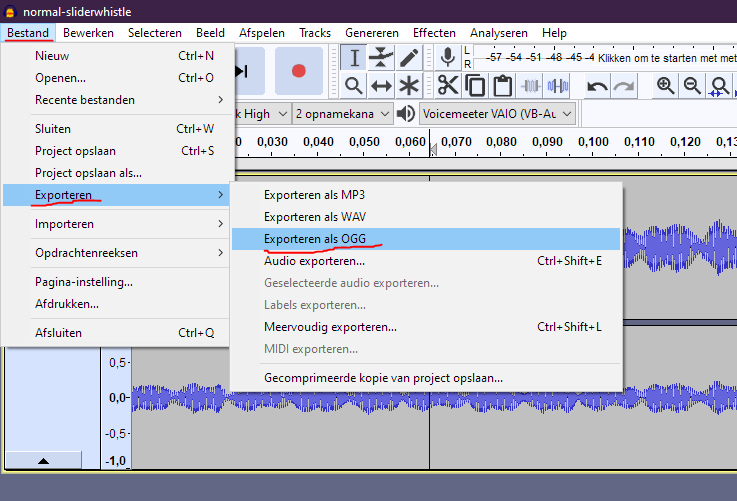 normal-sliderwhistle
Bestand Bewerken Selecteren Beeld Afspelen Tracks Genereren Effecten Analyseren Help
Nieuw Ctrl+N
Openen... Ctrl+O
Recente bestanden
Sluiten Ctrl+W
Project opslaan Ctrl+S
Project opslaan als...
Exporteren
Importeren
Opdrachtenreeksen
Pagina-instelling...
Afdrukken...
Afsluiten Ctrl+Q
L
R
-57 -54 -51 -48 -45 -4 Klikken om te starten met met
k High 2 opnamekana Voicemeeter VAIO (VB-Au
0,030 0,040 0,050 0,060 0,070 0,080 0,090 0,100 0,110 0,120 0,13
Exporteren als MP3
Exporteren als WAV
Exporteren als OGG
Audio exporteren... Ctrl+Shift+E
Geselecteerde audio exporteren...
Labels exporteren...
Meervoudig exporteren... Ctrl+Shift+L
MIDI exporteren...
Gecomprimeerde kopie van project opslaan...
0,5
0,0
-0,5
-1,0